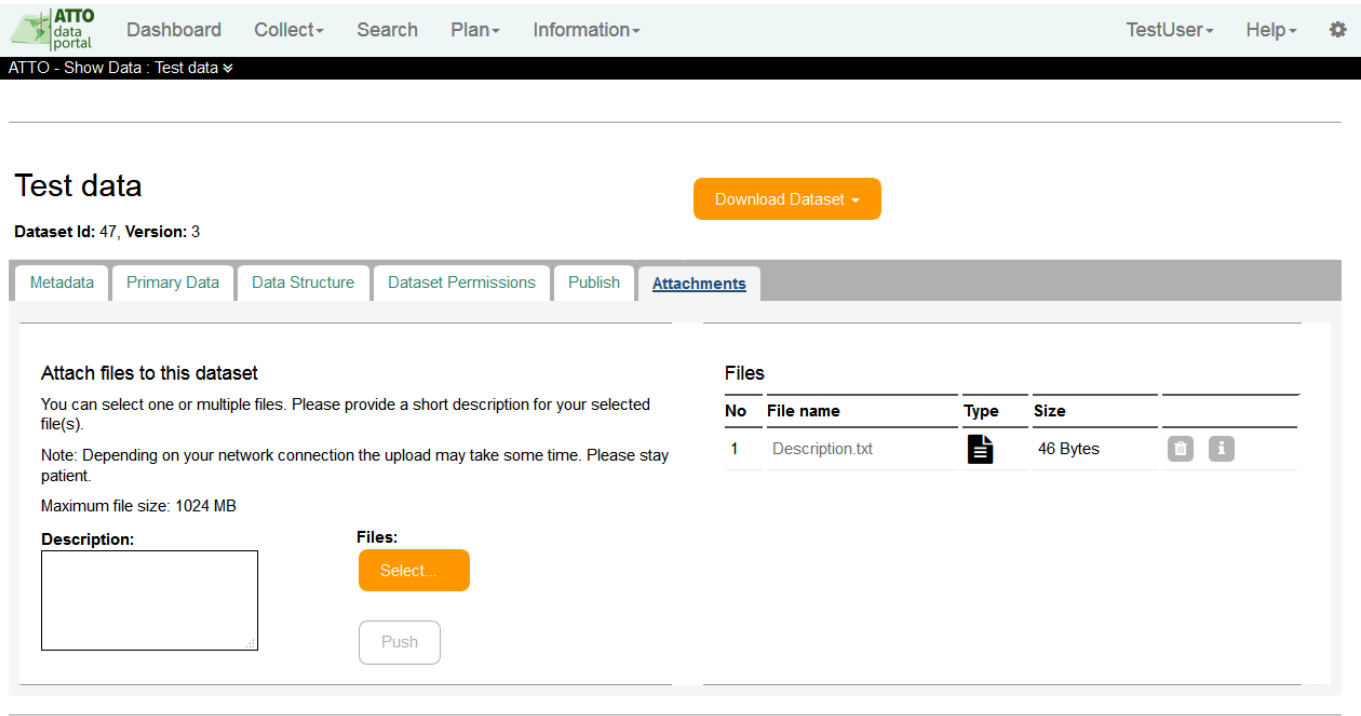 ATTO
data
portal
Dashboard Collect Search Plan Information TestUser Help
ATTO - Show Data : Test data
Test data
Download Dataset
Dataset Id: 47, Version: 3
Metadata Primary Data Data Structure Dataset Permissions Publish Attachments
Attach files to this dataset
You can select one or multiple files. Please provide a short description for your selected
file(s).
Note: Depending on your network connection the upload may take some time. Please stay
patient.
Maximum file size: 1024 MB
Description:
Files:
Select...
Push
Files
No File name Type Size
1 Description.txt 46 Bytes